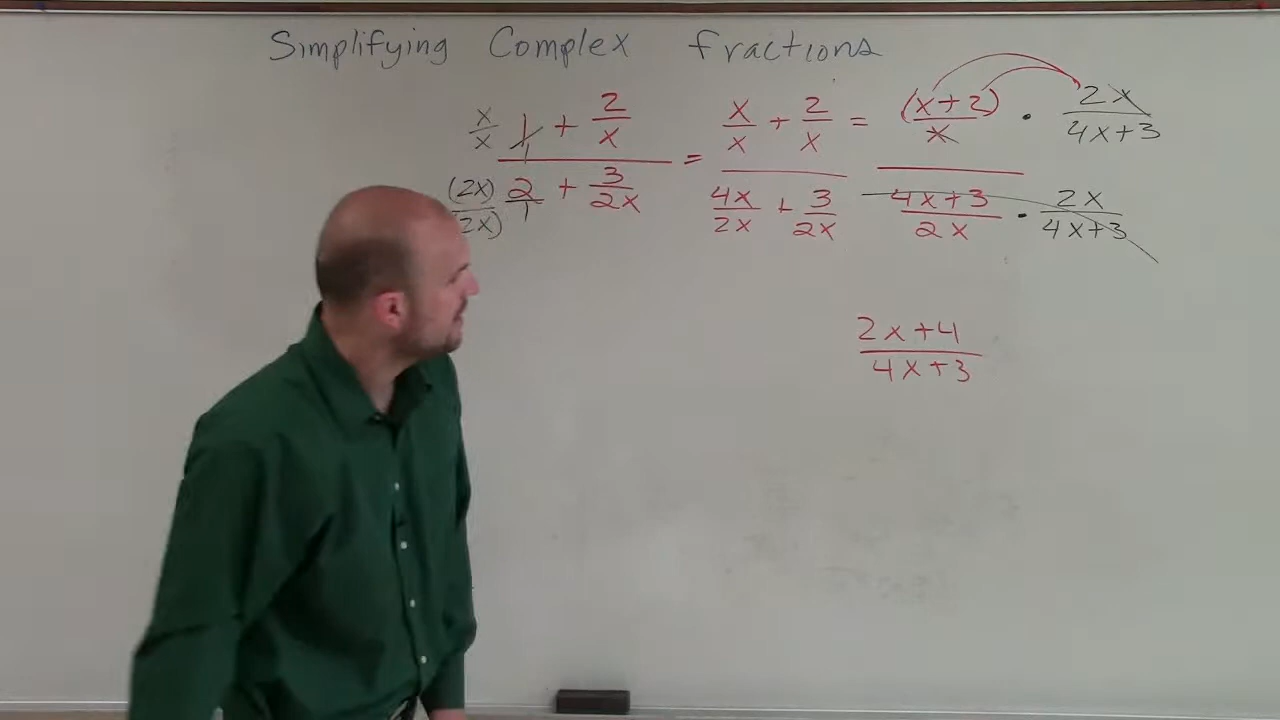 Simplifying Complex fractions
x/x 1/1 + 2/x = x/x + 2/x = (x+2)/x · 2x/(4x+3)
(2x)/(2x) 2/1 + 3/2x 4x/2x + 3/2x (4x+3)/2x · 2x/(4x+3)
2x+4
4x+3